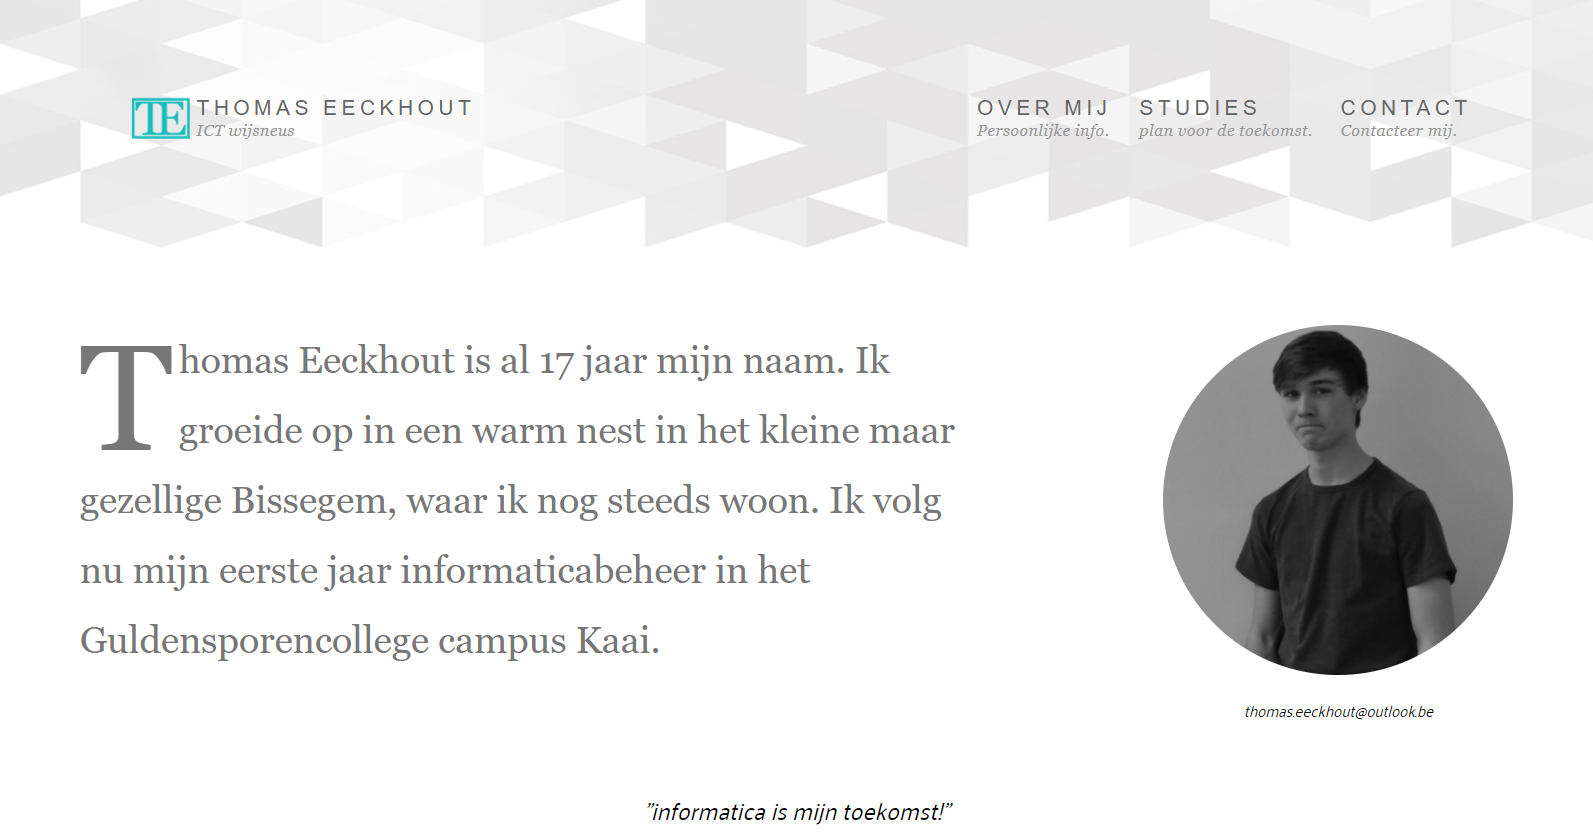 TE THOMAS EECKHOUT
ICT wijsneus
OVER MIJ
Persoonlijke info.
STUDIES
plan voor de toekomst.
CONTACT
Contacteer mij.
Thomas Eeckhout is al 17 jaar mijn naam. Ik
groeide op in een warm nest in het kleine maar
gezellige Bissegem, waar ik nog steeds woon. Ik volg
nu mijn eerste jaar informaticabeheer in het
Guldensporencollege campus Kaai.
thomas.eeckhout@outlook.be
”informatica is mijn toekomst!”